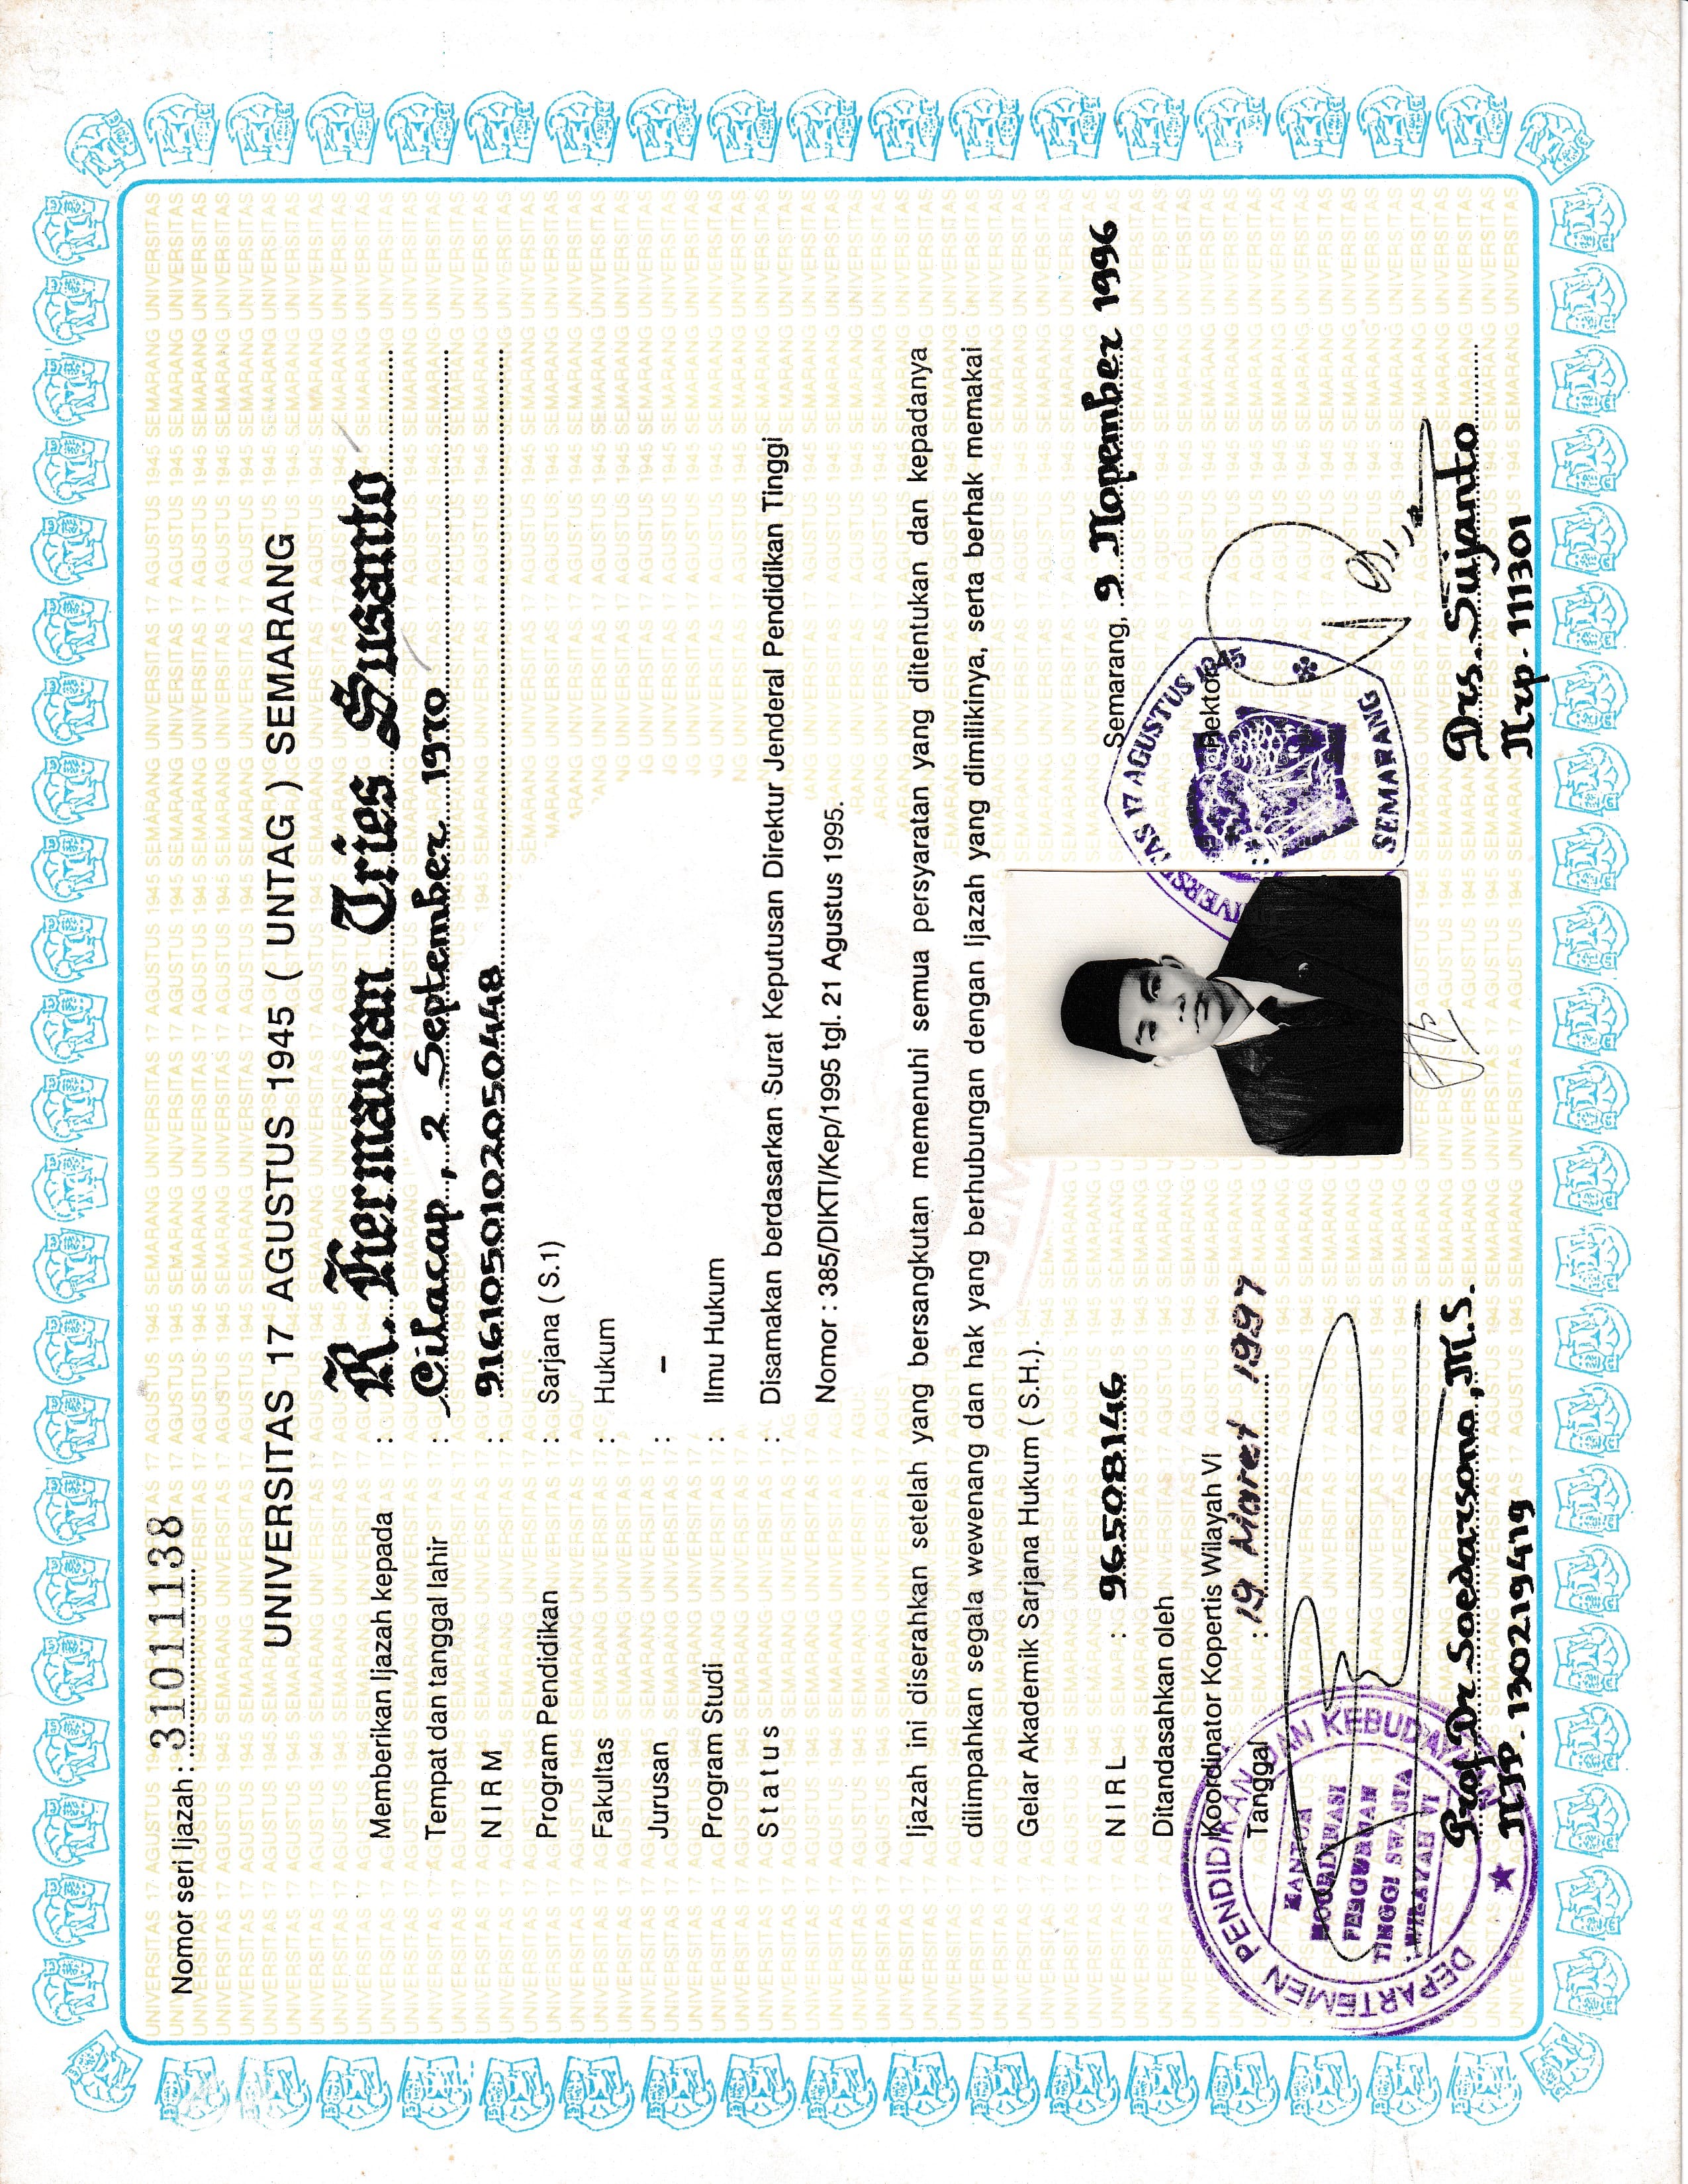 Nomor seri Ijazah : 31011138
UNIVERSITAS 17 AGUSTUS 1945 ( UNTAG ) SEMARANG
Memberikan Ijazah kepada : R. Hermawan Tries Susanto
Tempat dan tanggal lahir : Cilacap, 2 September 1970
N I R M : 9161050102050448
Program Pendidikan : Sarjana ( S.1)
Fakultas : Hukum
Jurusan : –
Program Studi : Ilmu Hukum
S t a t u s : Disamakan berdasarkan Surat Keputusan Direktur Jenderal Pendidikan Tinggi
Nomor : 385/DIKTI/Kep/1995 tgl. 21 Agustus 1995.
Ijazah ini diserahkan setelah yang bersangkutan memenuhi semua persyaratan yang ditentukan dan kepadanya
dilimpahkan segala wewenang dan hak yang berhubungan dengan Ijazah yang dimilikinya, serta berhak memakai
Gelar Akademik Sarjana Hukum ( S.H.).
N I R L : 96508146
Semarang, 9 Nopember 1996
Ditandasahkan oleh
Koordinator Kopertis Wilayah VI
Rektor
Tanggal : 19 Maret 1997
DEPARTEMEN PENDIDIKAN DAN KEBUDAYAAN
KANTOR
KOORDINASI
PERGURUAN
TINGGI SWASTA
WILAYAH VI
UNIVERSITAS 17 AGUSTUS 1945
SEMARANG
Prof. Dr. Soedarsono, M.S.
NIP. 130219419
Drs. Sujanto
Nrp. 111301